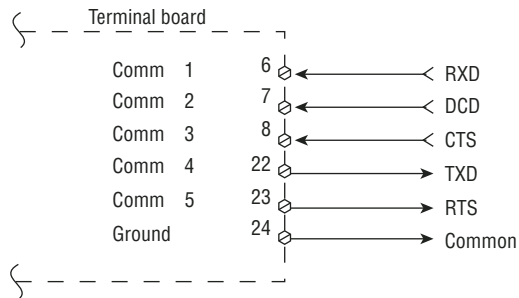 Terminal board
Comm 1 6 RXD
Comm 2 7 DCD
Comm 3 8 CTS
Comm 4 22 TXD
Comm 5 23 RTS
Ground 24 Common